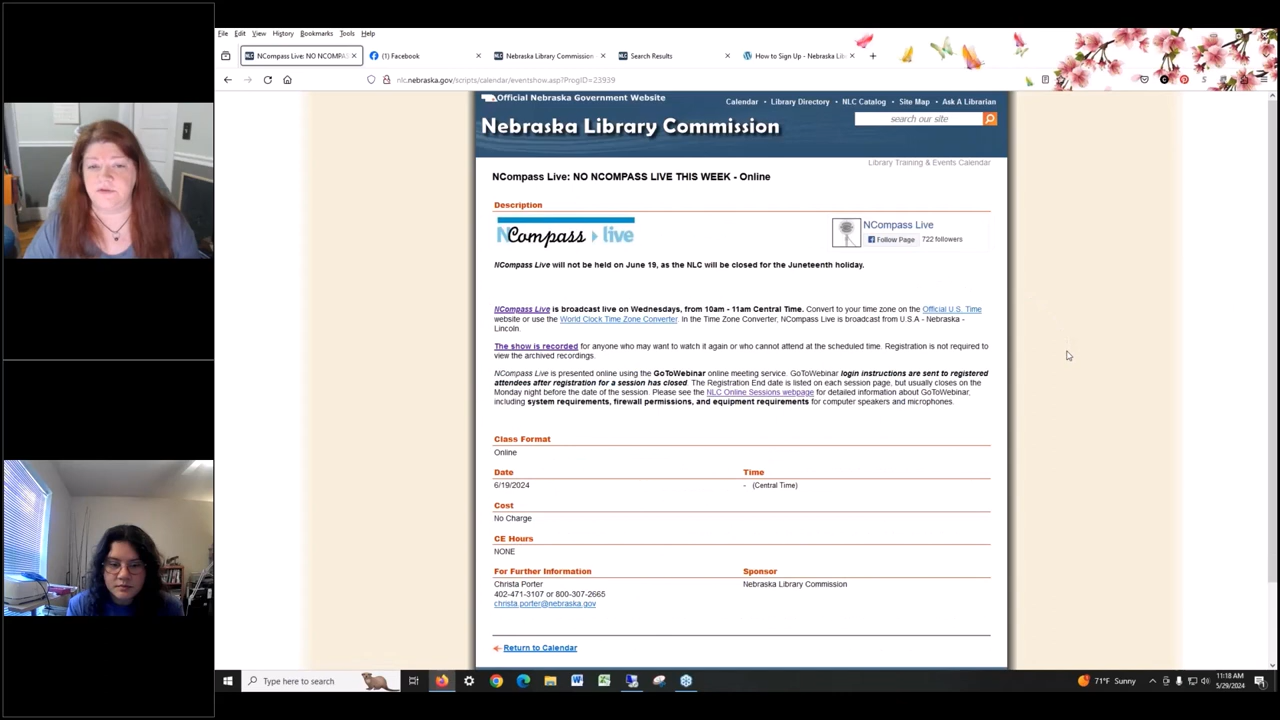 File Edit View History Bookmarks Tools Help
NCompass Live: NO NCOMPAS
(1) Facebook
Nebraska Library Commission
Search Results
How to Sign Up - Nebraska Lib
nlc.nebraska.gov/scripts/calendar/eventshow.asp?ProgID=23939
Official Nebraska Government Website
Calendar • Library Directory • NLC Catalog • Site Map • Ask A Librarian
Nebraska Library Commission
search our site
Library Training & Events Calendar
NCompass Live: NO NCOMPASS LIVE THIS WEEK - Online
Description
NCompass live
NCompass Live
Follow Page 722 followers
NCompass Live will not be held on June 19, as the NLC will be closed for the Juneteenth holiday.
NCompass Live is broadcast live on Wednesdays, from 10am - 11am Central Time. Convert to your time zone on the Official U.S. Time
website or use the World Clock Time Zone Converter. In the Time Zone Converter, NCompass Live is broadcast from U.S.A - Nebraska -
Lincoln.
The show is recorded for anyone who may want to watch it again or who cannot attend at the scheduled time. Registration is not required to
view the archived recordings.
NCompass Live is presented online using the GoToWebinar online meeting service. GoToWebinar login instructions are sent to registered
attendees after registration for a session has closed. The Registration End date is listed on each session page, but usually closes on the
Monday night before the date of the session. Please see the NLC Online Sessions webpage for detailed information about GoToWebinar,
including system requirements, firewall permissions, and equipment requirements for computer speakers and microphones.
Class Format
Online
Date Time
6/19/2024 - (Central Time)
Cost
No Charge
CE Hours
NONE
For Further Information Sponsor
Christa Porter Nebraska Library Commission
402-471-3107 or 800-307-2665
christa.porter@nebraska.gov
Return to Calendar
Type here to search
71°F Sunny
11:18 AM
5/29/2024